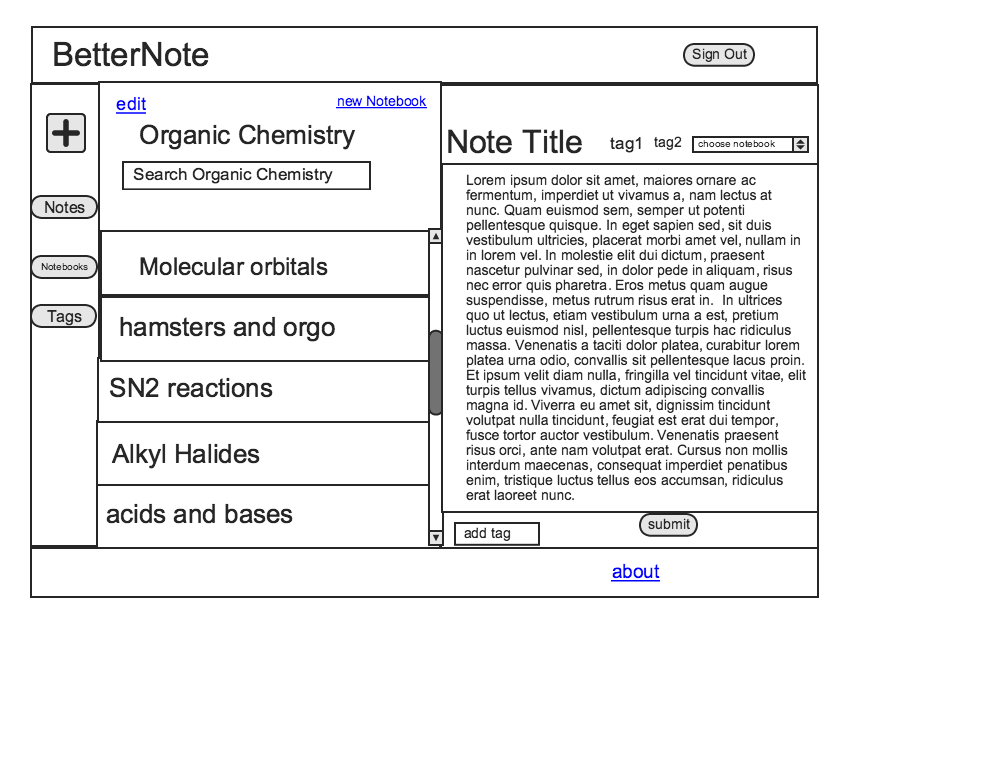 BetterNote
Sign Out
edit
new Notebook
Organic Chemistry
Search Organic Chemistry
Notes
Notebooks
Tags
Molecular orbitals
hamsters and orgo
SN2 reactions
Alkyl Halides
acids and bases
Note Title
tag1
tag2
choose notebook
Lorem ipsum dolor sit amet, maiores ornare ac
fermentum, imperdiet ut vivamus a, nam lectus at
nunc. Quam euismod sem, semper ut potenti
pellentesque quisque. In eget sapien sed, sit duis
vestibulum ultricies, placerat morbi amet vel, nullam in
in lorem vel. In molestie elit dui dictum, praesent
nascetur pulvinar sed, in dolor pede in aliquam, risus
nec error quis pharetra. Eros metus quam augue
suspendisse, metus rutrum risus erat in.  In ultrices
quo ut lectus, etiam vestibulum urna a est, pretium
luctus euismod nisl, pellentesque turpis hac ridiculus
massa. Venenatis a taciti dolor platea, curabitur lorem
platea urna odio, convallis sit pellentesque lacus proin.
Et ipsum velit diam nulla, fringilla vel tincidunt vitae, elit
turpis tellus vivamus, dictum adipiscing convallis
magna id. Viverra eu amet sit, dignissim tincidunt
volutpat nulla tincidunt, feugiat est erat dui tempor,
fusce tortor auctor vestibulum. Venenatis praesent
risus orci, ante nam volutpat erat. Cursus non mollis
interdum maecenas, consequat imperdiet penatibus
enim, tristique luctus tellus eos accumsan, ridiculus
erat laoreet nunc.
add tag
submit
about